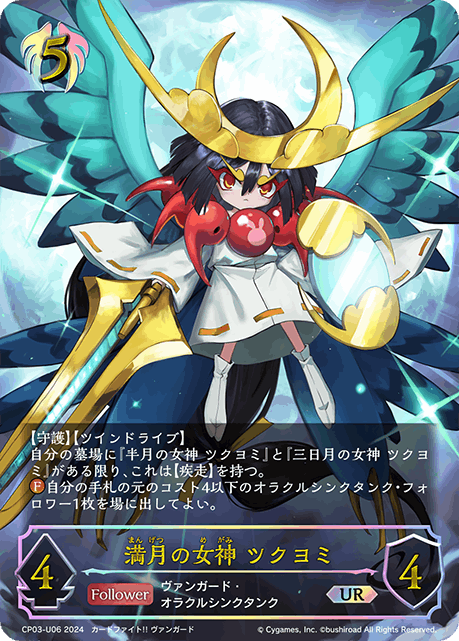 5
【守護】【ツインドライブ】
自分の墓場に『半月の女神 ツクヨミ』と『三日月の女神 ツクヨ
ミ』がある限り、これは【疾走】を持つ。
F 自分の手札の元のコスト4以下のオラクルシンクタンク・フォ
ロワー1枚を場に出してよい。
まんげつ めがみ
満月の女神 ツクヨミ
4
Follower
ヴァンガード・
オラクルシンクタンク
UR
4
CP03-U06 2024 カードファイト!! ヴァンガード
© Cygames, Inc. ©bushiroad All Rights Reserved.